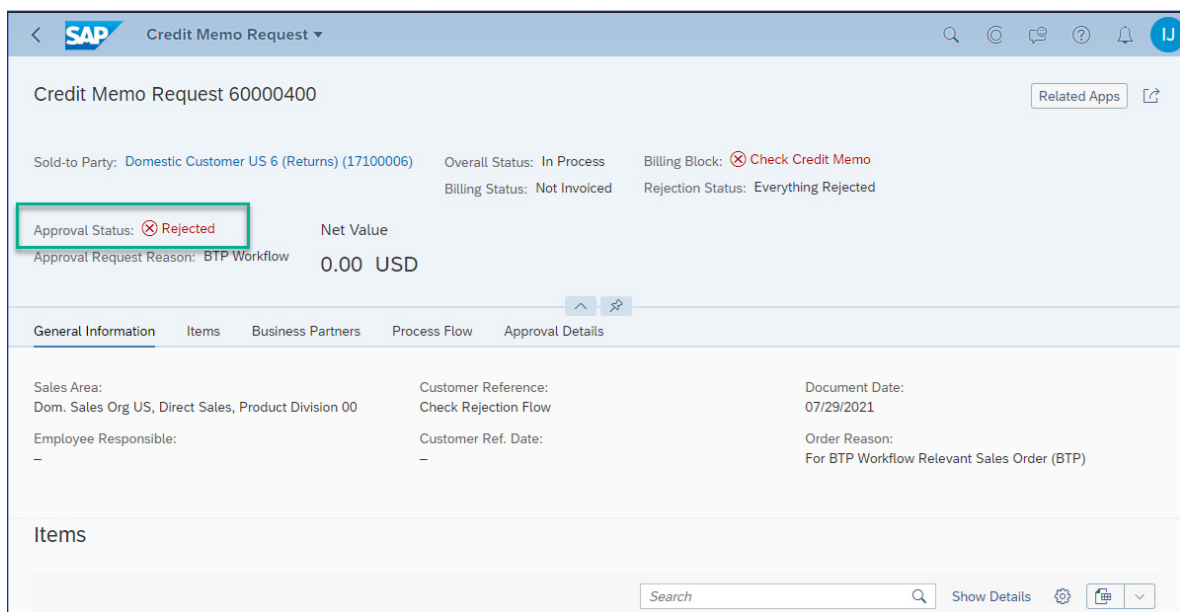 SAP Credit Memo Request
IJ
Credit Memo Request 60000400
Related Apps
Sold-to Party: Domestic Customer US 6 (Returns) (17100006) Overall Status: In Process Billing Block: Check Credit Memo
Billing Status: Not Invoiced Rejection Status: Everything Rejected
Approval Status: Rejected Net Value
Approval Request Reason: BTP Workflow 0.00 USD
General Information Items Business Partners Process Flow Approval Details
Sales Area: Customer Reference: Document Date:
Dom. Sales Org US, Direct Sales, Product Division 00 Check Rejection Flow 07/29/2021
Employee Responsible: Customer Ref. Date: Order Reason:
– – For BTP Workflow Relevant Sales Order (BTP)
Items
Search Show Details